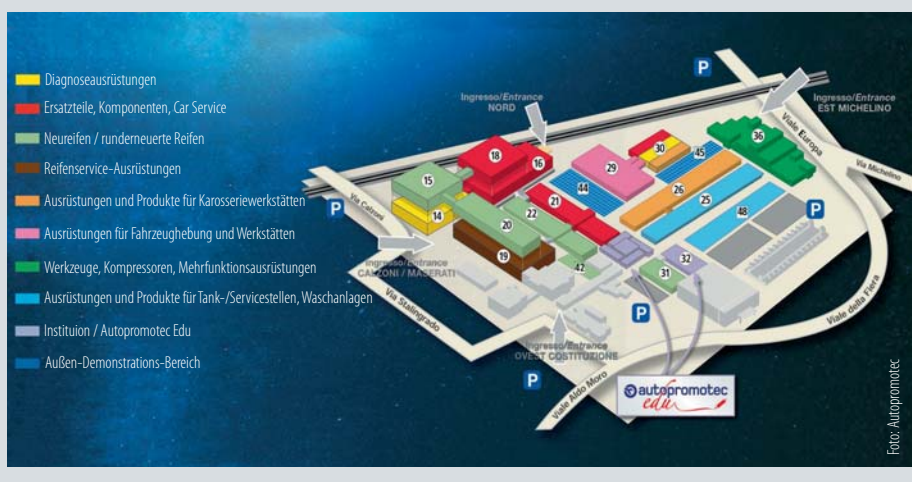 Diagnoseausrüstungen
Ersatzteile, Komponenten, Car Service
Neureifen / runderneuerte Reifen
Reifenservice-Ausrüstungen
Ausrüstungen und Produkte für Karosseriewerkstätten
Ausrüstungen für Fahrzeughebung und Werkstätten
Werkzeuge, Kompressoren, Mehrfunktionsausrüstungen
Ausrüstungen und Produkte für Tank-/Servicestellen, Waschanlagen
Instituion / Autopromotec Edu
Außen-Demonstrations-Bereich
P
Ingresso/Entrance
NORD
Ingresso/Entrance
EST MICHELINO
Viale Europa
Via Michelino
36
30
45
18
16
29
15
44
26
14
21
25
22
20
48
P
P
Via Calzoni
19
42
32
31
Ingresso/Entrance
CALZONI / MASERATI
Via Stalingrado
P
Viale della Fiera
Ingresso/Entrance
OVEST COSTITUZIONE
P
Viale Aldo Moro
autopromotec
edu
Foto: Autopromotec